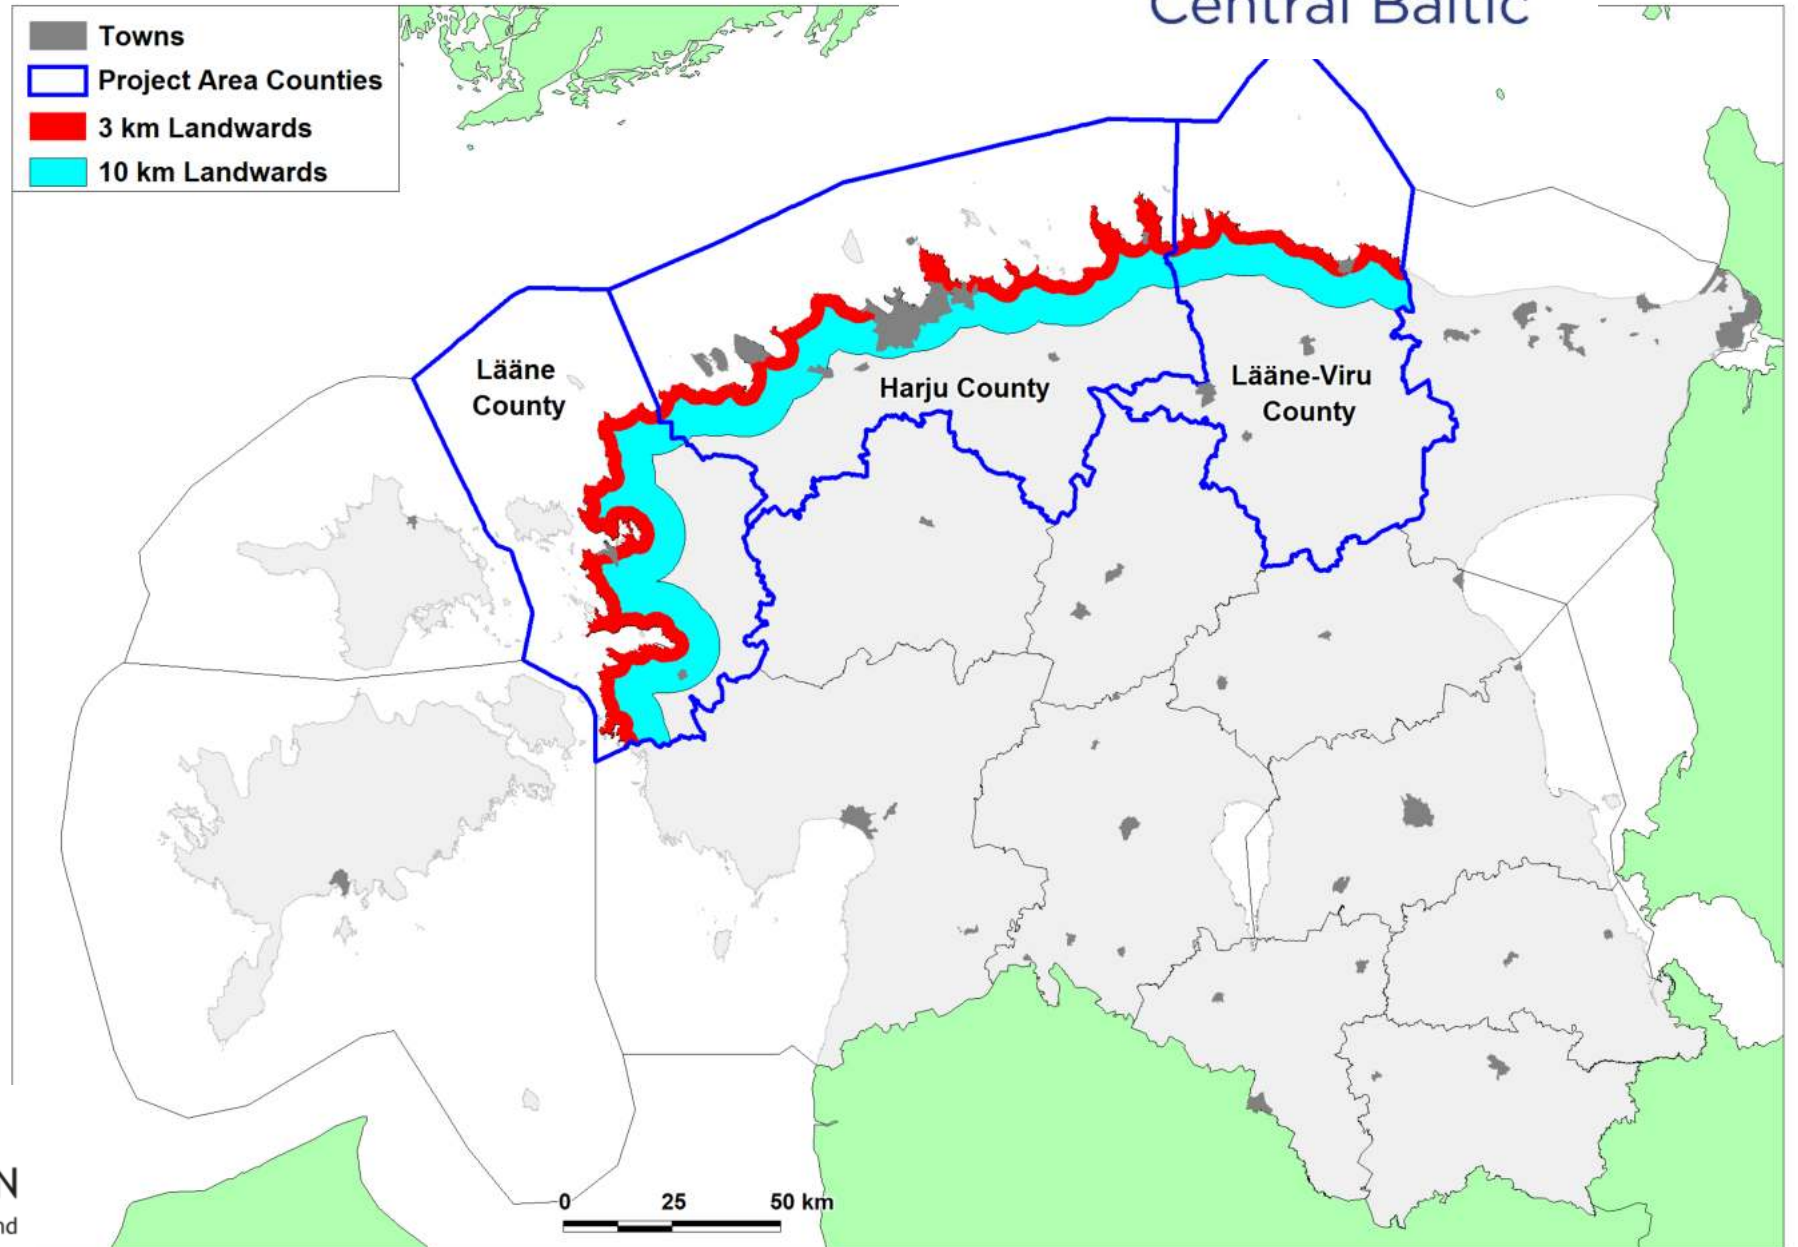 Central Baltic
Towns
Project Area Counties
3 km Landwards
10 km Landwards
Lääne
County
Harju County
Lääne-Viru
County
0 25 50 km
N
nd